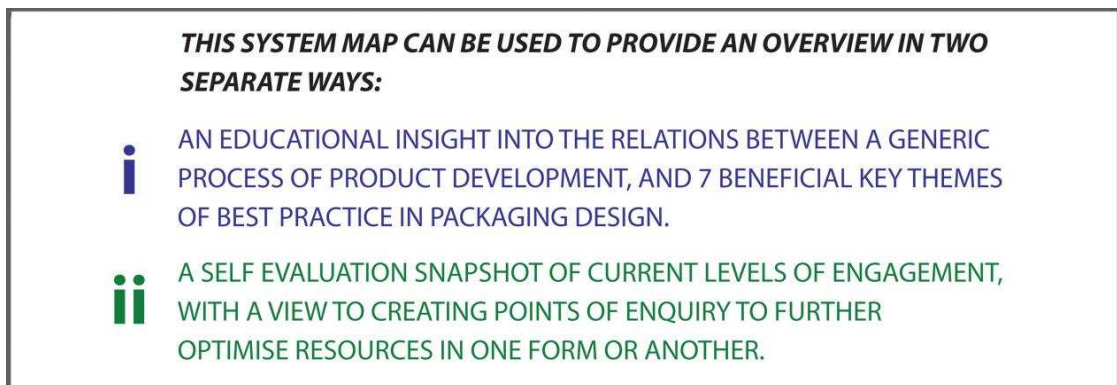 THIS SYSTEM MAP CAN BE USED TO PROVIDE AN OVERVIEW IN TWO
SEPARATE WAYS:
i
AN EDUCATIONAL INSIGHT INTO THE RELATIONS BETWEEN A GENERIC
PROCESS OF PRODUCT DEVELOPMENT, AND 7 BENEFICIAL KEY THEMES
OF BEST PRACTICE IN PACKAGING DESIGN.
ii
A SELF EVALUATION SNAPSHOT OF CURRENT LEVELS OF ENGAGEMENT,
WITH A VIEW TO CREATING POINTS OF ENQUIRY TO FURTHER
OPTIMISE RESOURCES IN ONE FORM OR ANOTHER.